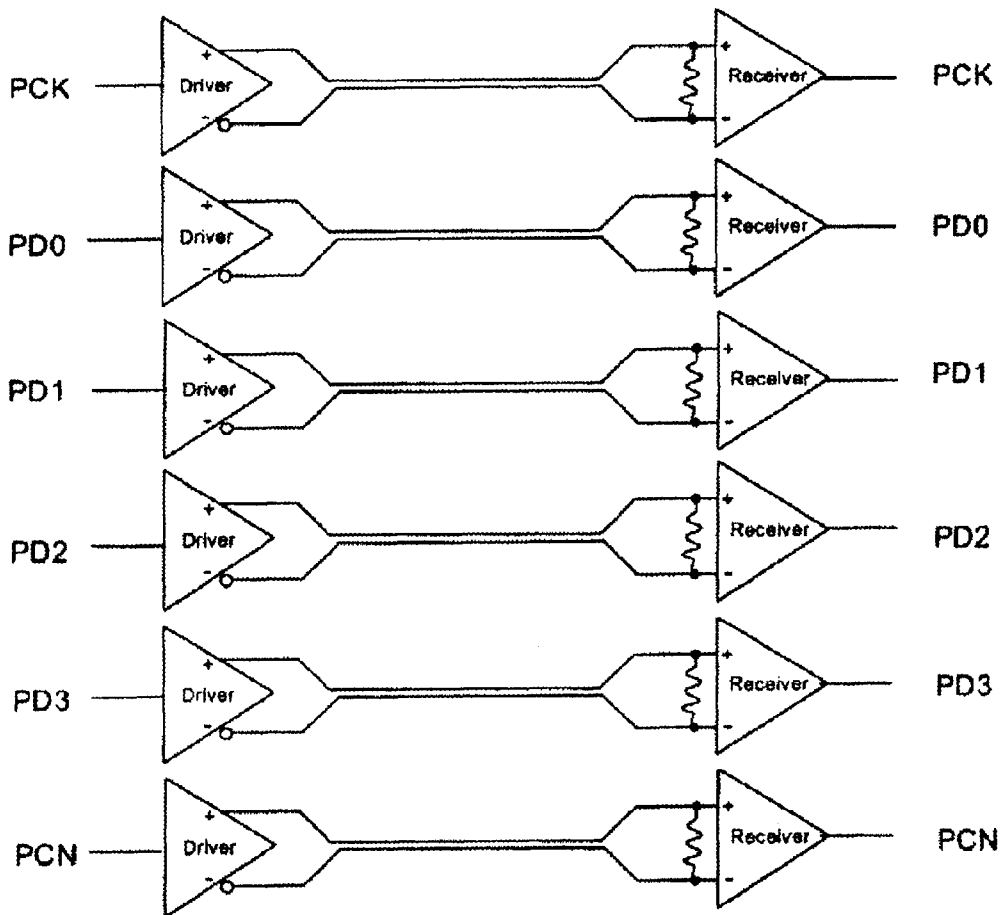 PCK + Driver - + Receiver - PCK
PD0 + Driver - + Receiver - PD0
PD1 + Driver - + Receiver - PD1
PD2 + Driver - + Receiver - PD2
PD3 + Driver - + Receiver - PD3
PCN + Driver - + Receiver - PCN